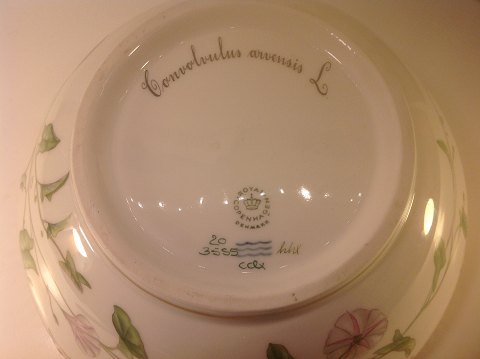 Convolvulus arvensis L
ROYAL
COPENHAGEN
DENMARK
20
3555